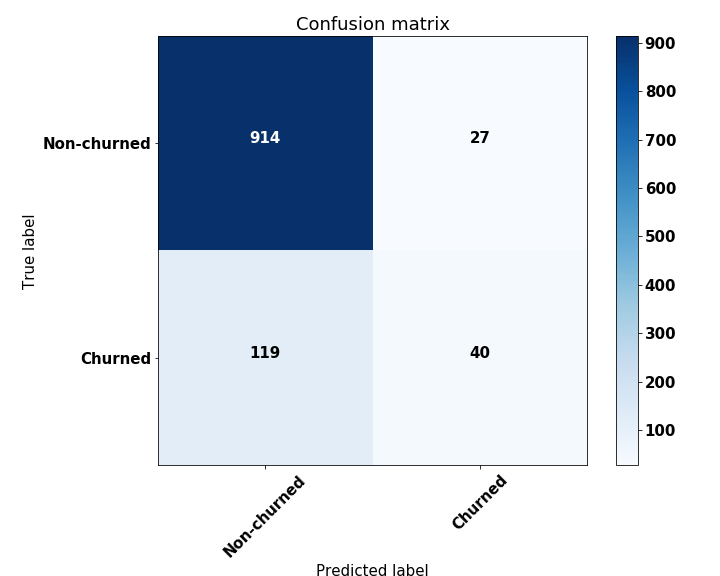 Confusion matrix
True label
Non-churned
914
27
Churned
119
40
Non-churned
Churned
Predicted label
900
800
700
600
500
400
300
200
100